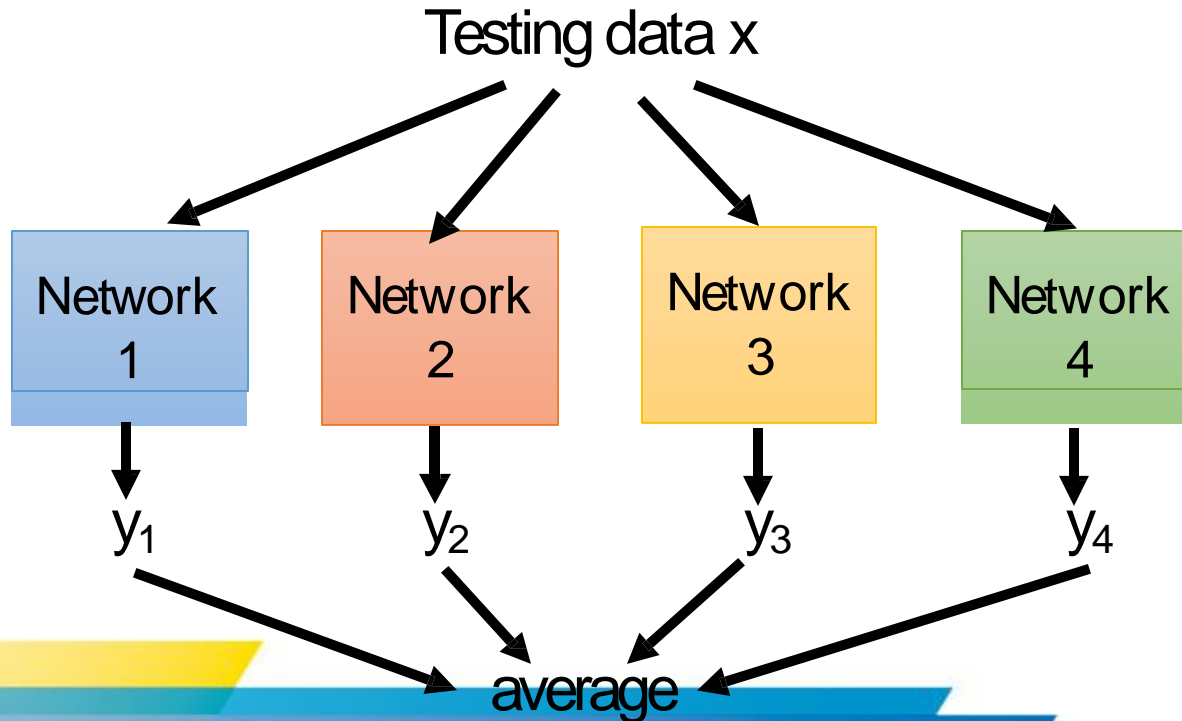 Testing data x
Network
1
Network
2
Network
3
Network
4
y₁
y₂
y₃
y₄
average